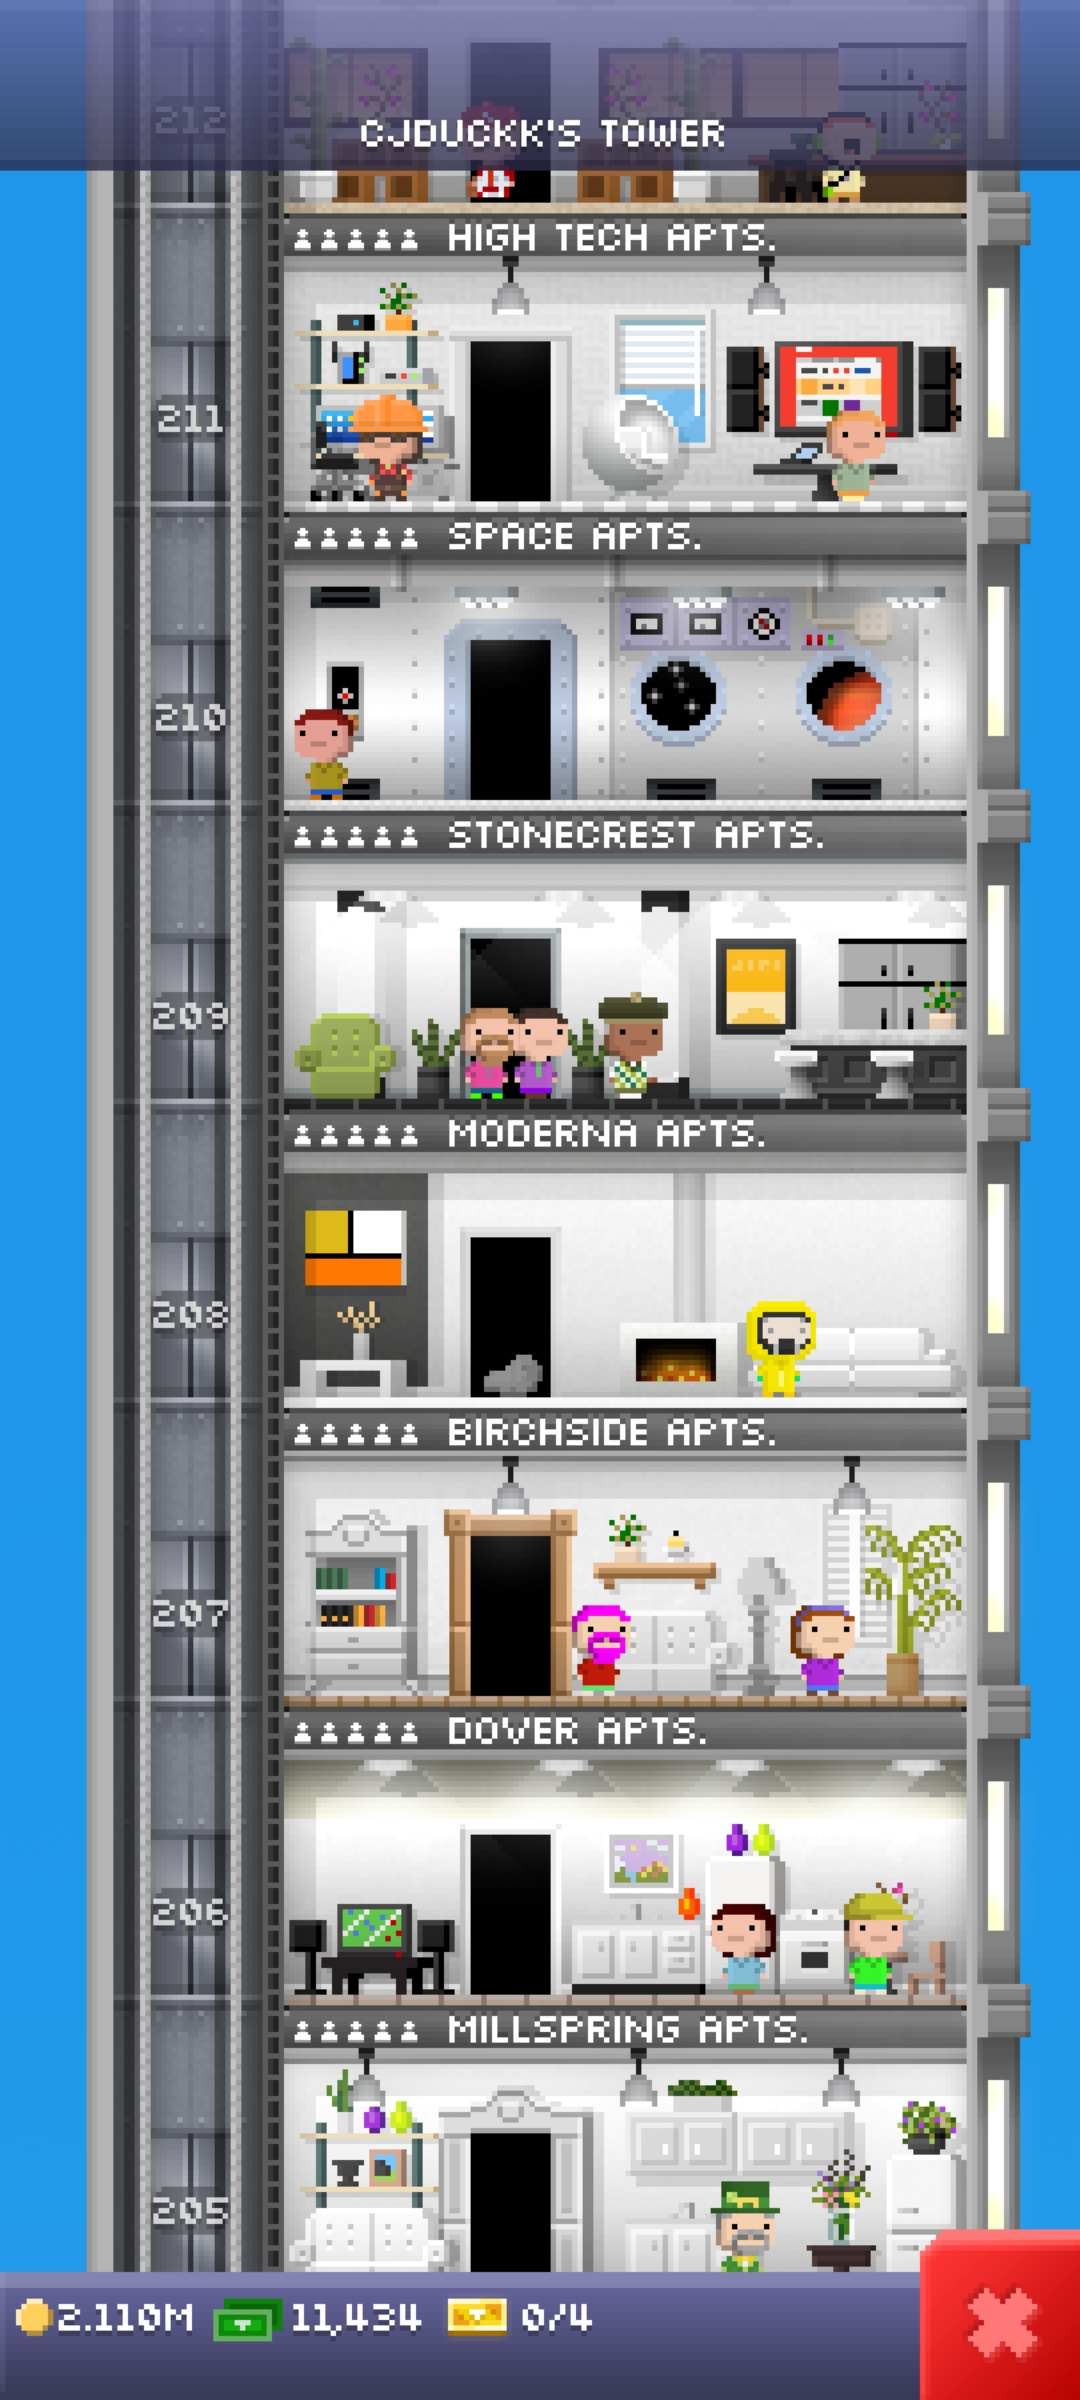 212
CJDUCKK'S TOWER
HIGH TECH APTS.
211
SPACE APTS.
210
STONECREST APTS.
209
MODERNA APTS.
208
BIRCHSIDE APTS.
207
DOVER APTS.
206
MILLSPRING APTS.
205
2.110M 11,434 0/4